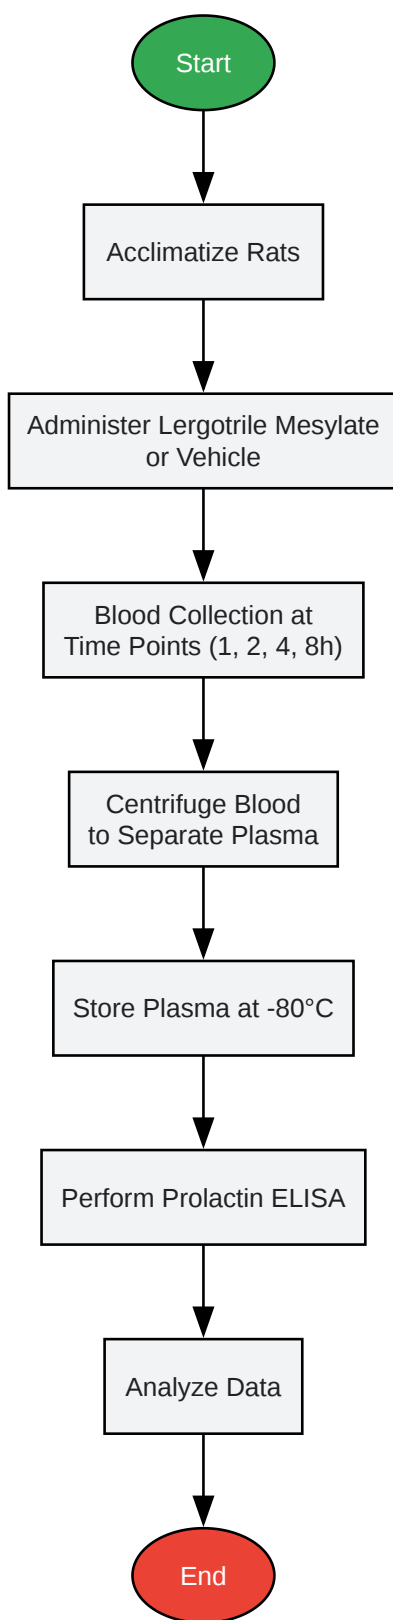 Start
Acclimatize Rats
Administer Lergotrile Mesylate
or Vehicle
Blood Collection at
Time Points (1, 2, 4, 8h)
Centrifuge Blood
to Separate Plasma
Store Plasma at -80°C
Perform Prolactin ELISA
Analyze Data
End